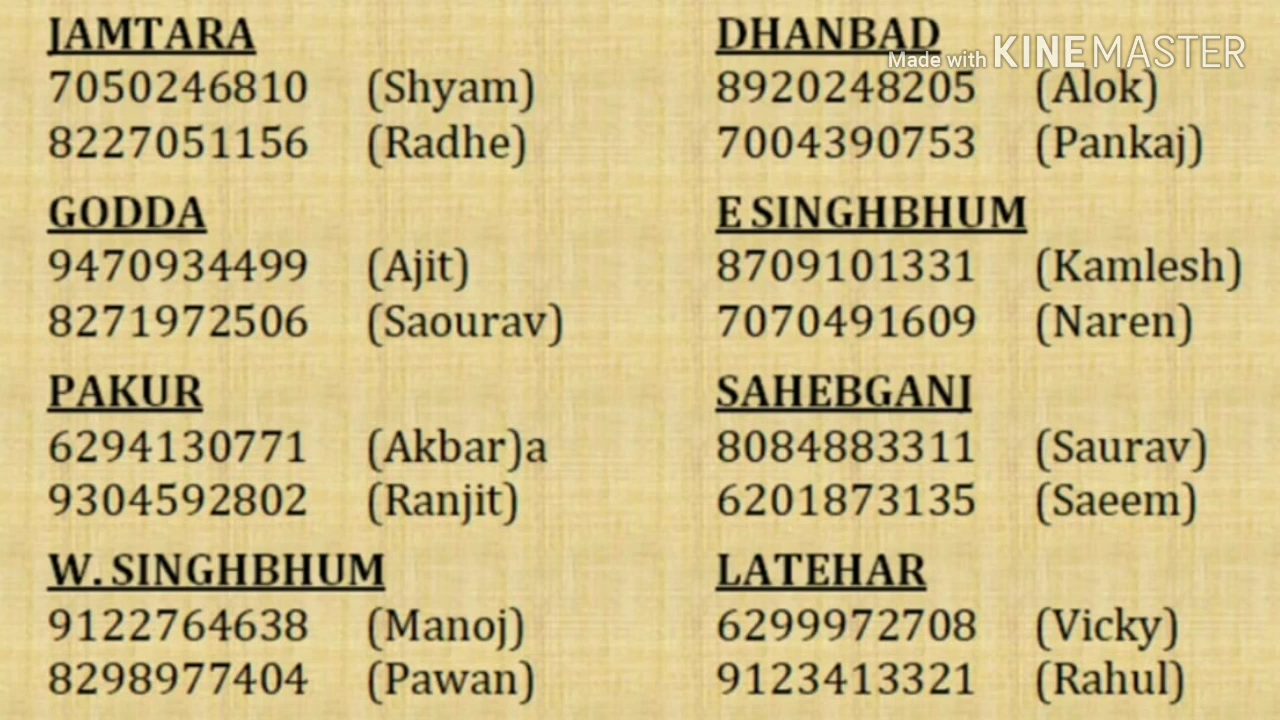 JAMTARA
7050246810 (Shyam)
8227051156 (Radhe)
GODDA
9470934499 (Ajit)
8271972506 (Saourav)
PAKUR
6294130771 (Akbar)a
9304592802 (Ranjit)
W. SINGHBHUM
9122764638 (Manoj)
8298977404 (Pawan)
DHANBAD
Made with KINEMASTER
8920248205 (Alok)
7004390753 (Pankaj)
E SINGHBHUM
8709101331 (Kamlesh)
7070491609 (Naren)
SAHEBGANJ
8084883311 (Saurav)
6201873135 (Saeem)
LATEHAR
6299972708 (Vicky)
9123413321 (Rahul)